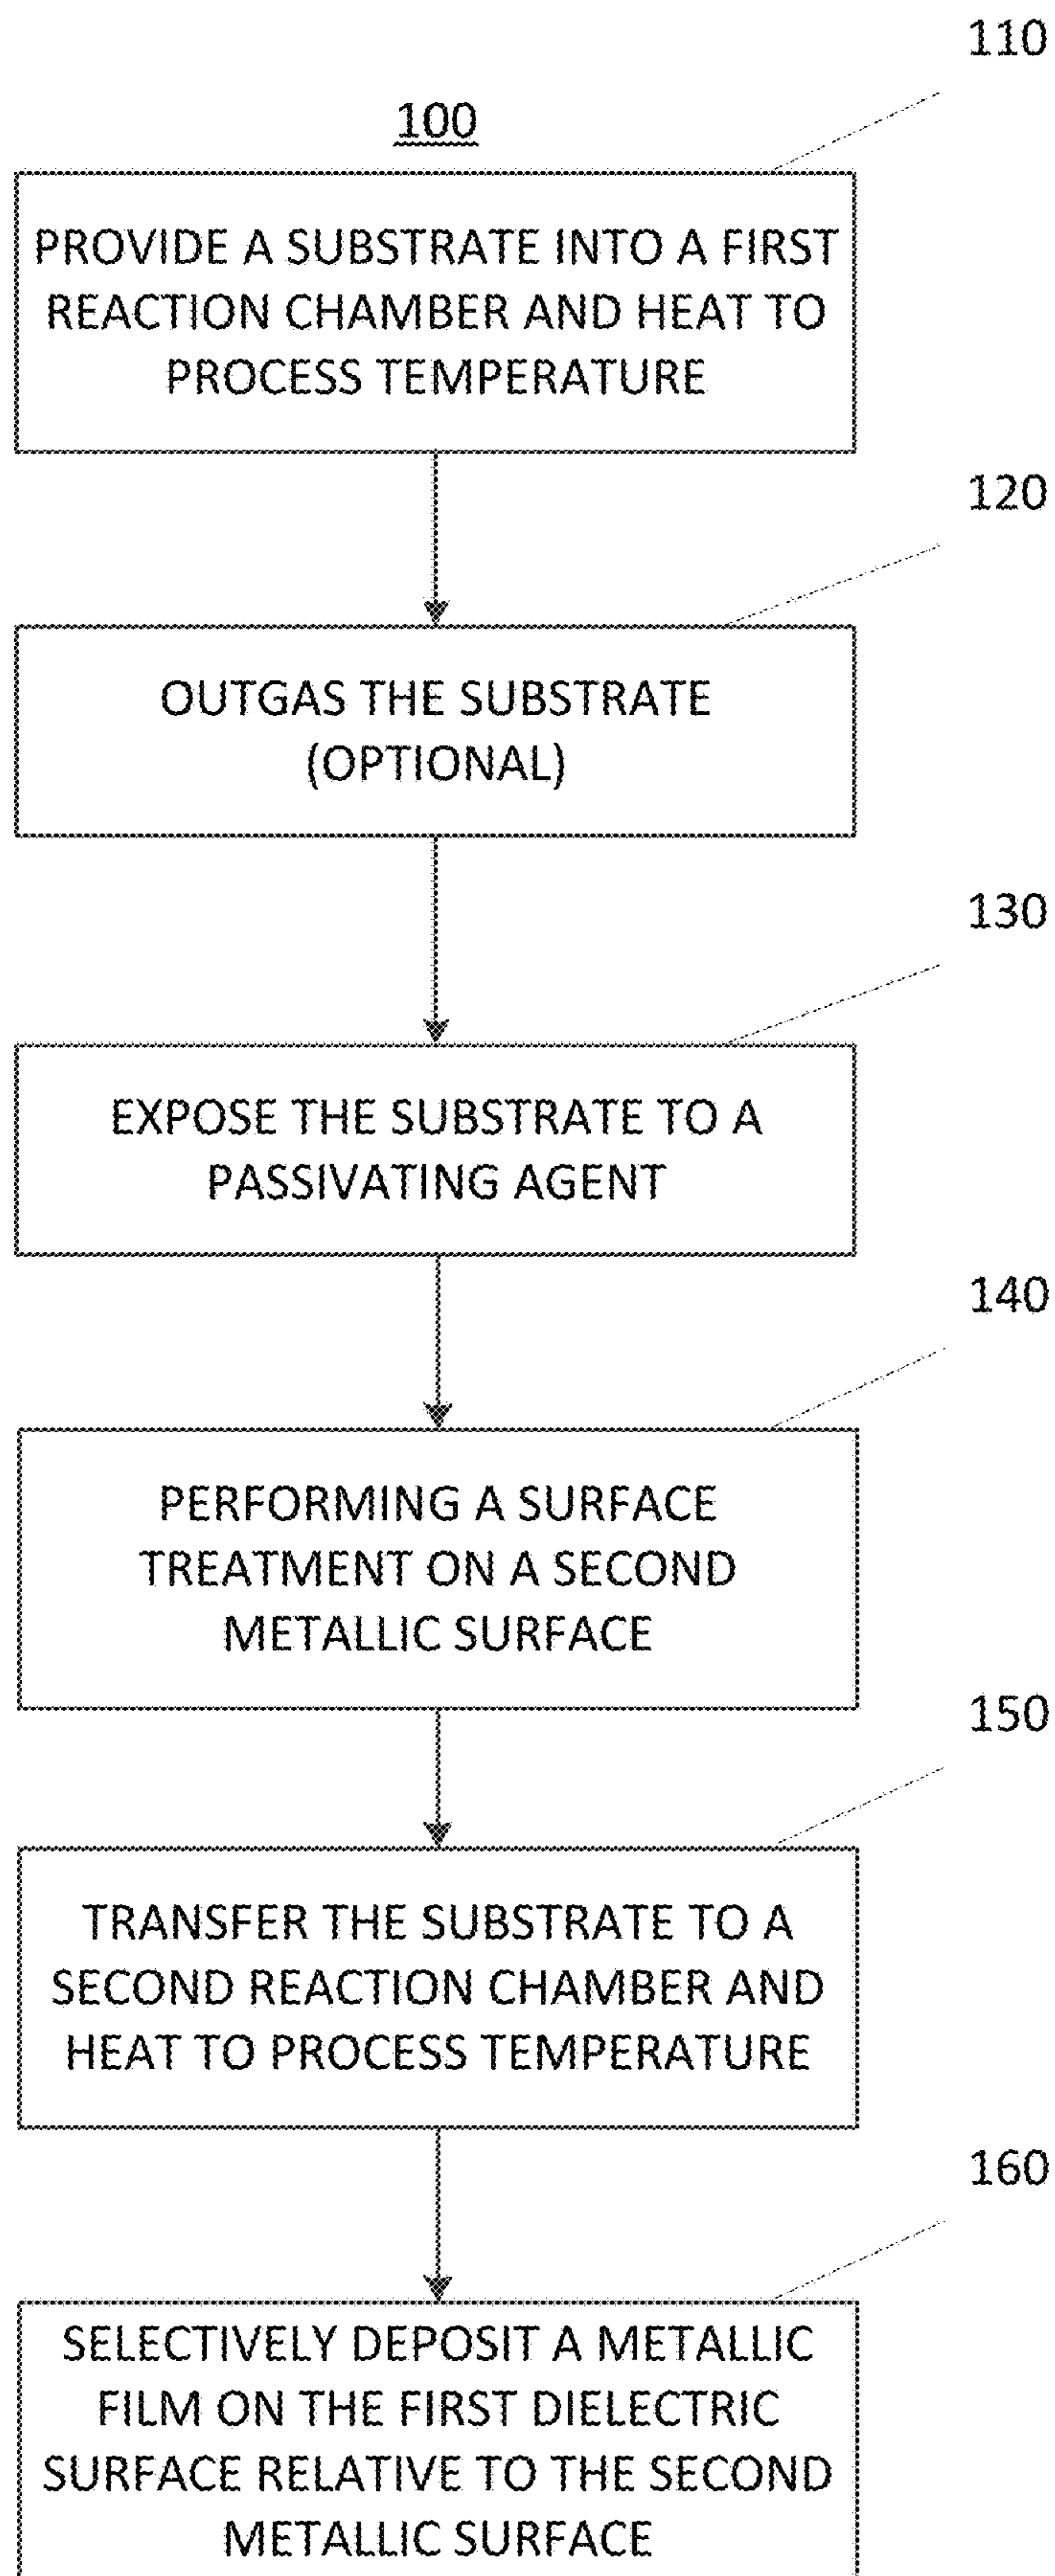 110
100
PROVIDE A SUBSTRATE INTO A FIRST
REACTION CHAMBER AND HEAT TO
PROCESS TEMPERATURE
120
OUTGAS THE SUBSTRATE
(OPTIONAL)
130
EXPOSE THE SUBSTRATE TO A
PASSIVATING AGENT
140
PERFORMING A SURFACE
TREATMENT ON A SECOND
METALLIC SURFACE
150
TRANSFER THE SUBSTRATE TO A
SECOND REACTION CHAMBER AND
HEAT TO PROCESS TEMPERATURE
160
SELECTIVELY DEPOSIT A METALLIC
FILM ON THE FIRST DIELECTRIC
SURFACE RELATIVE TO THE SECOND
METALLIC SURFACE